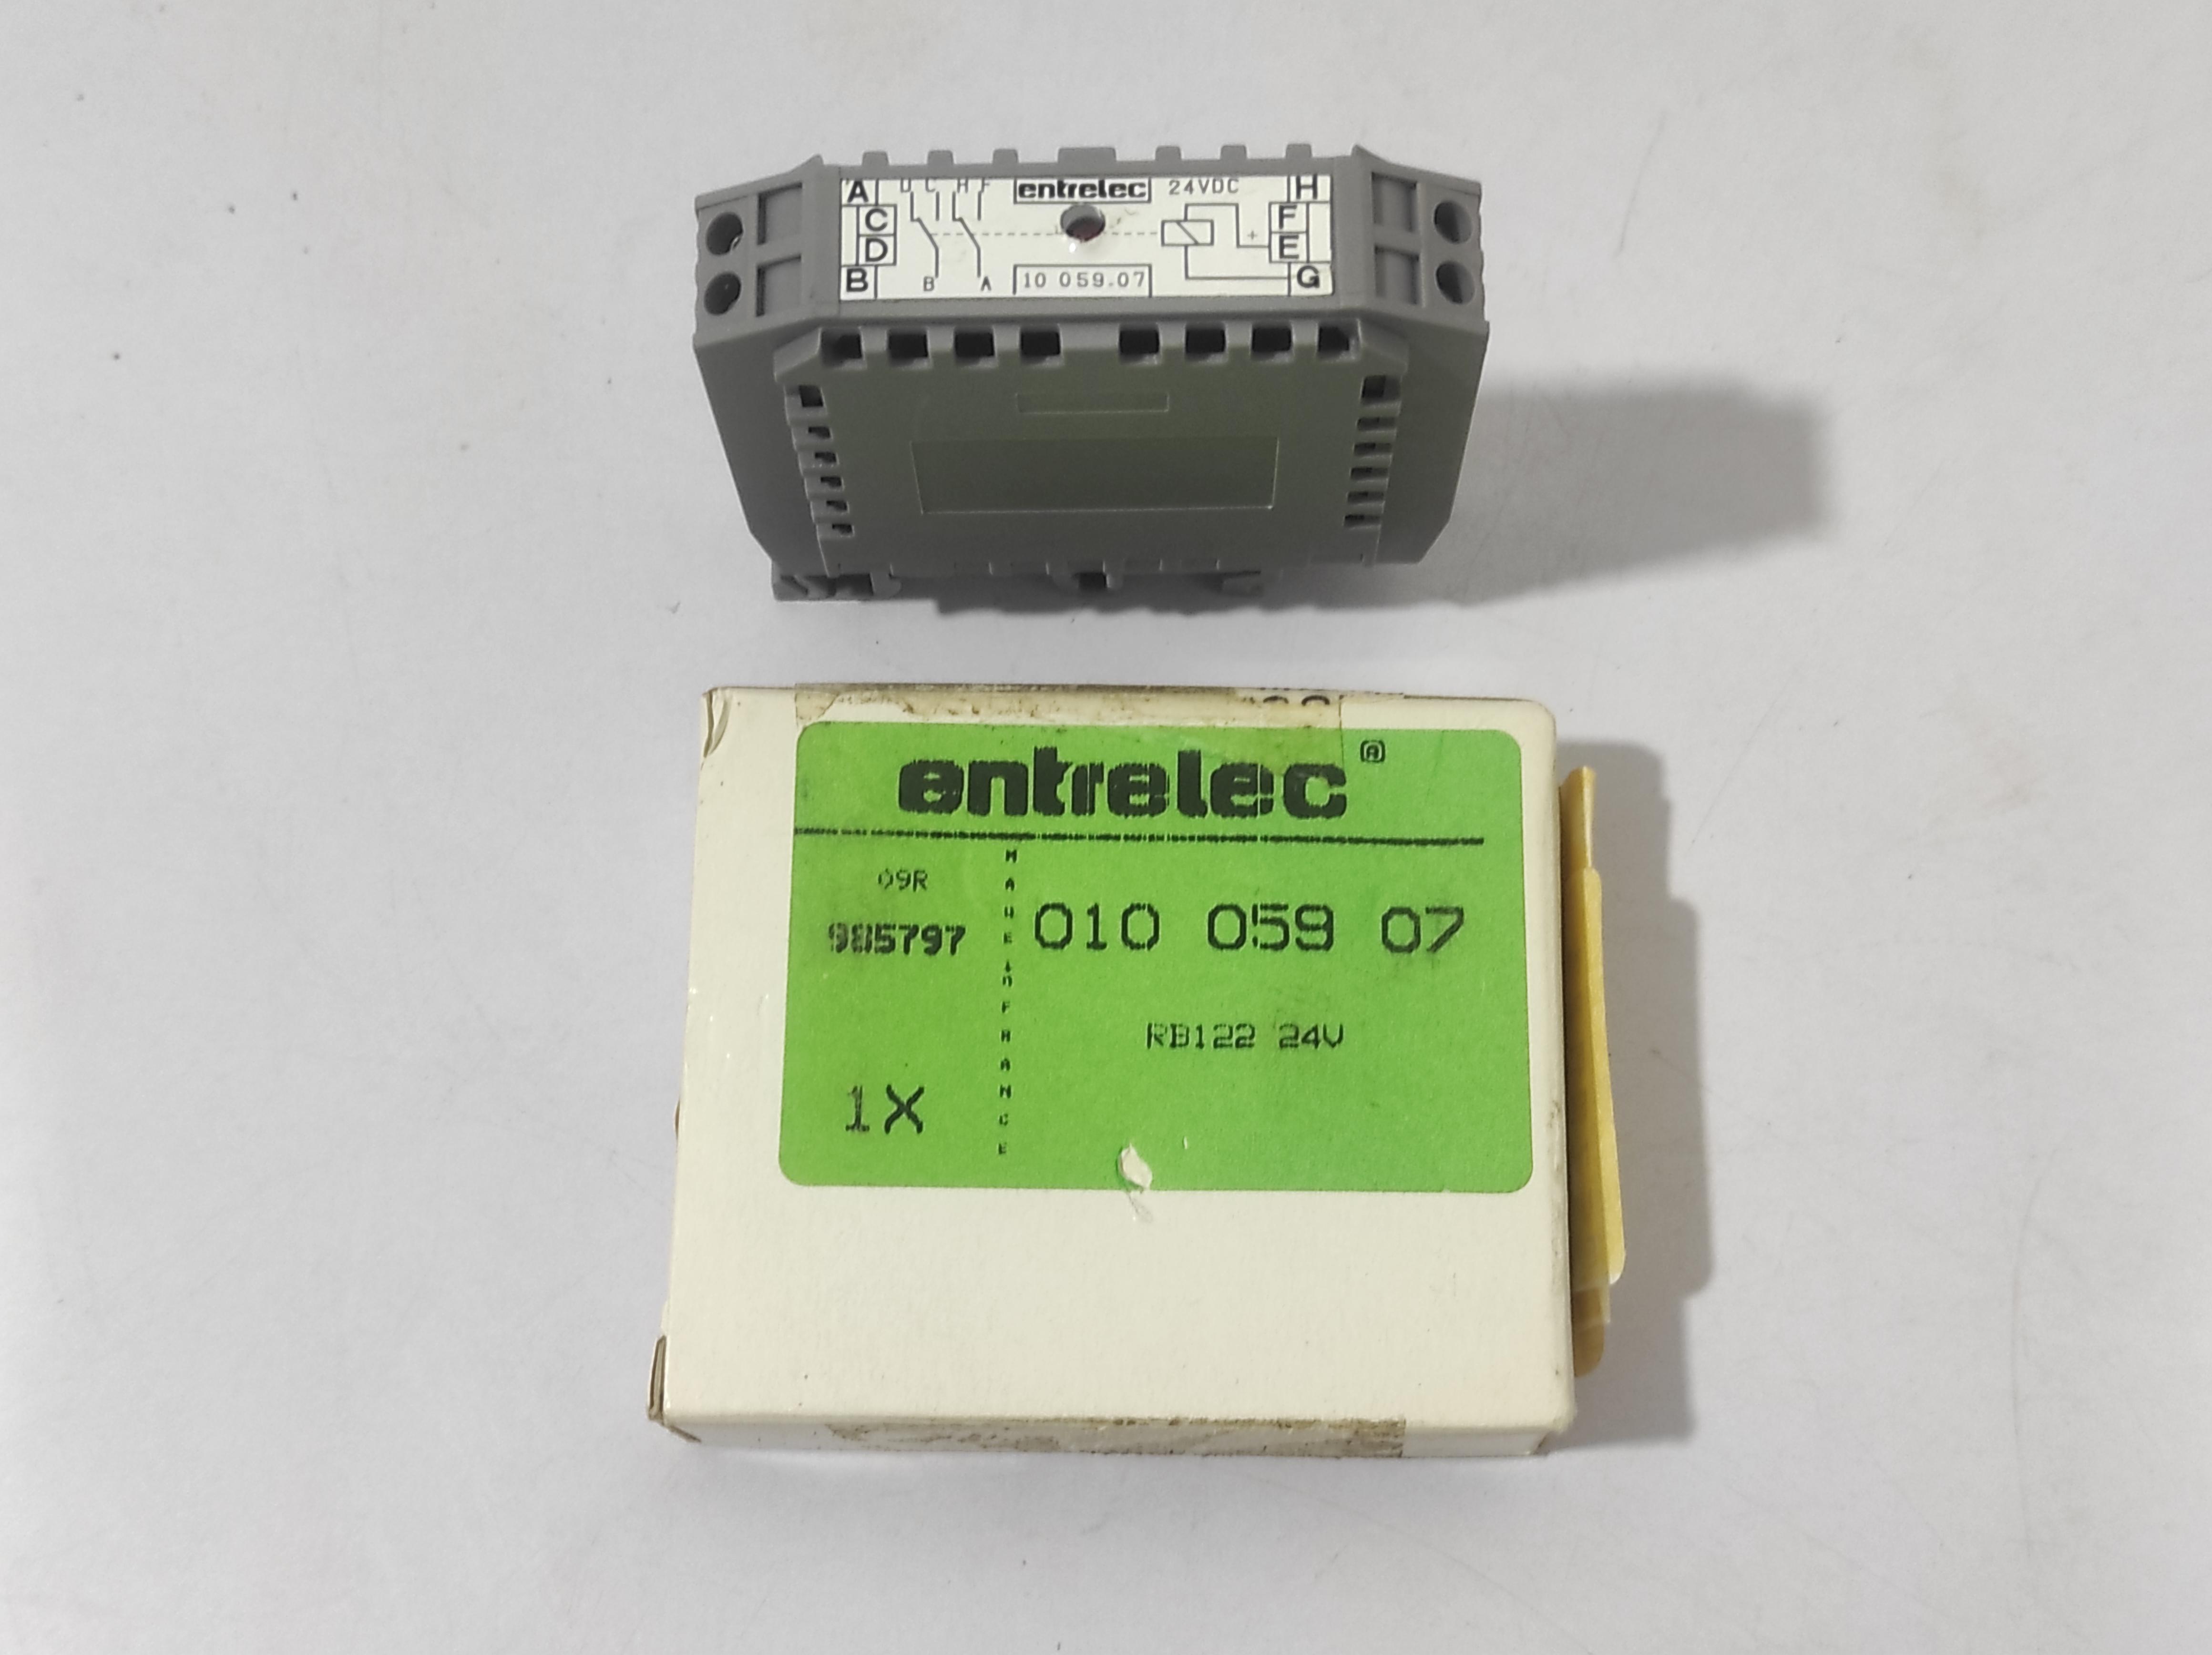 A D C H F entrelec 24VDC H
C F
D + E
B B A 10 059.07 G
entrelec®
09R
985797
MADE in FRANCE
010 059 07
RB122 24V
1X